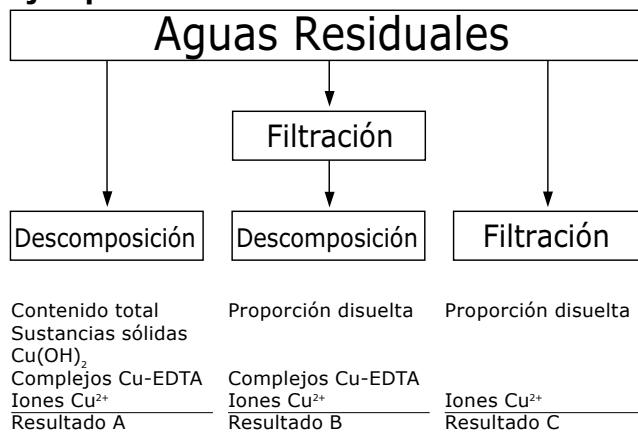 Aguas Residuales
Filtración
Descomposición
Descomposición
Filtración
Contenido total
Sustancias sólidas
Cu(OH)₂
Complejos Cu-EDTA
Iones Cu²⁺
Resultado A
Proporción disuelta
Complejos Cu-EDTA
Iones Cu²⁺
Resultado B
Proporción disuelta
Iones Cu²⁺
Resultado C